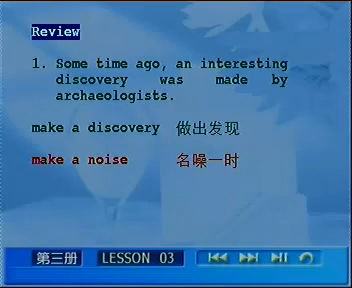 Review
1. Some time ago, an interesting
discovery was made by
archaeologists.
make a discovery 做出发现
make a noise 名噪一时
第三册 LESSON 03